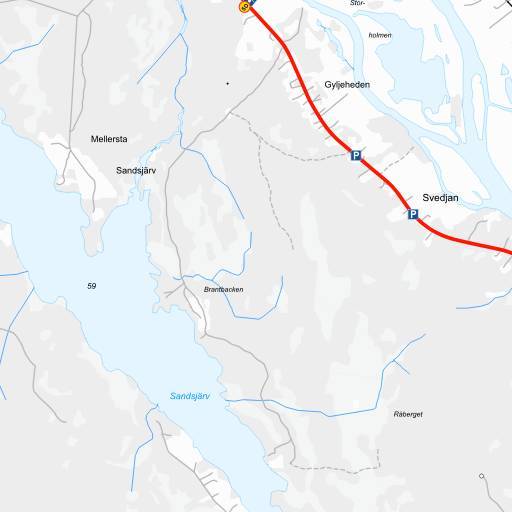 Stor-
holmen
Gyljeheden
P
Mellersta
Sandsjärv
Svedjan
P
59
Brantbacken
Sandsjärv
Råberget